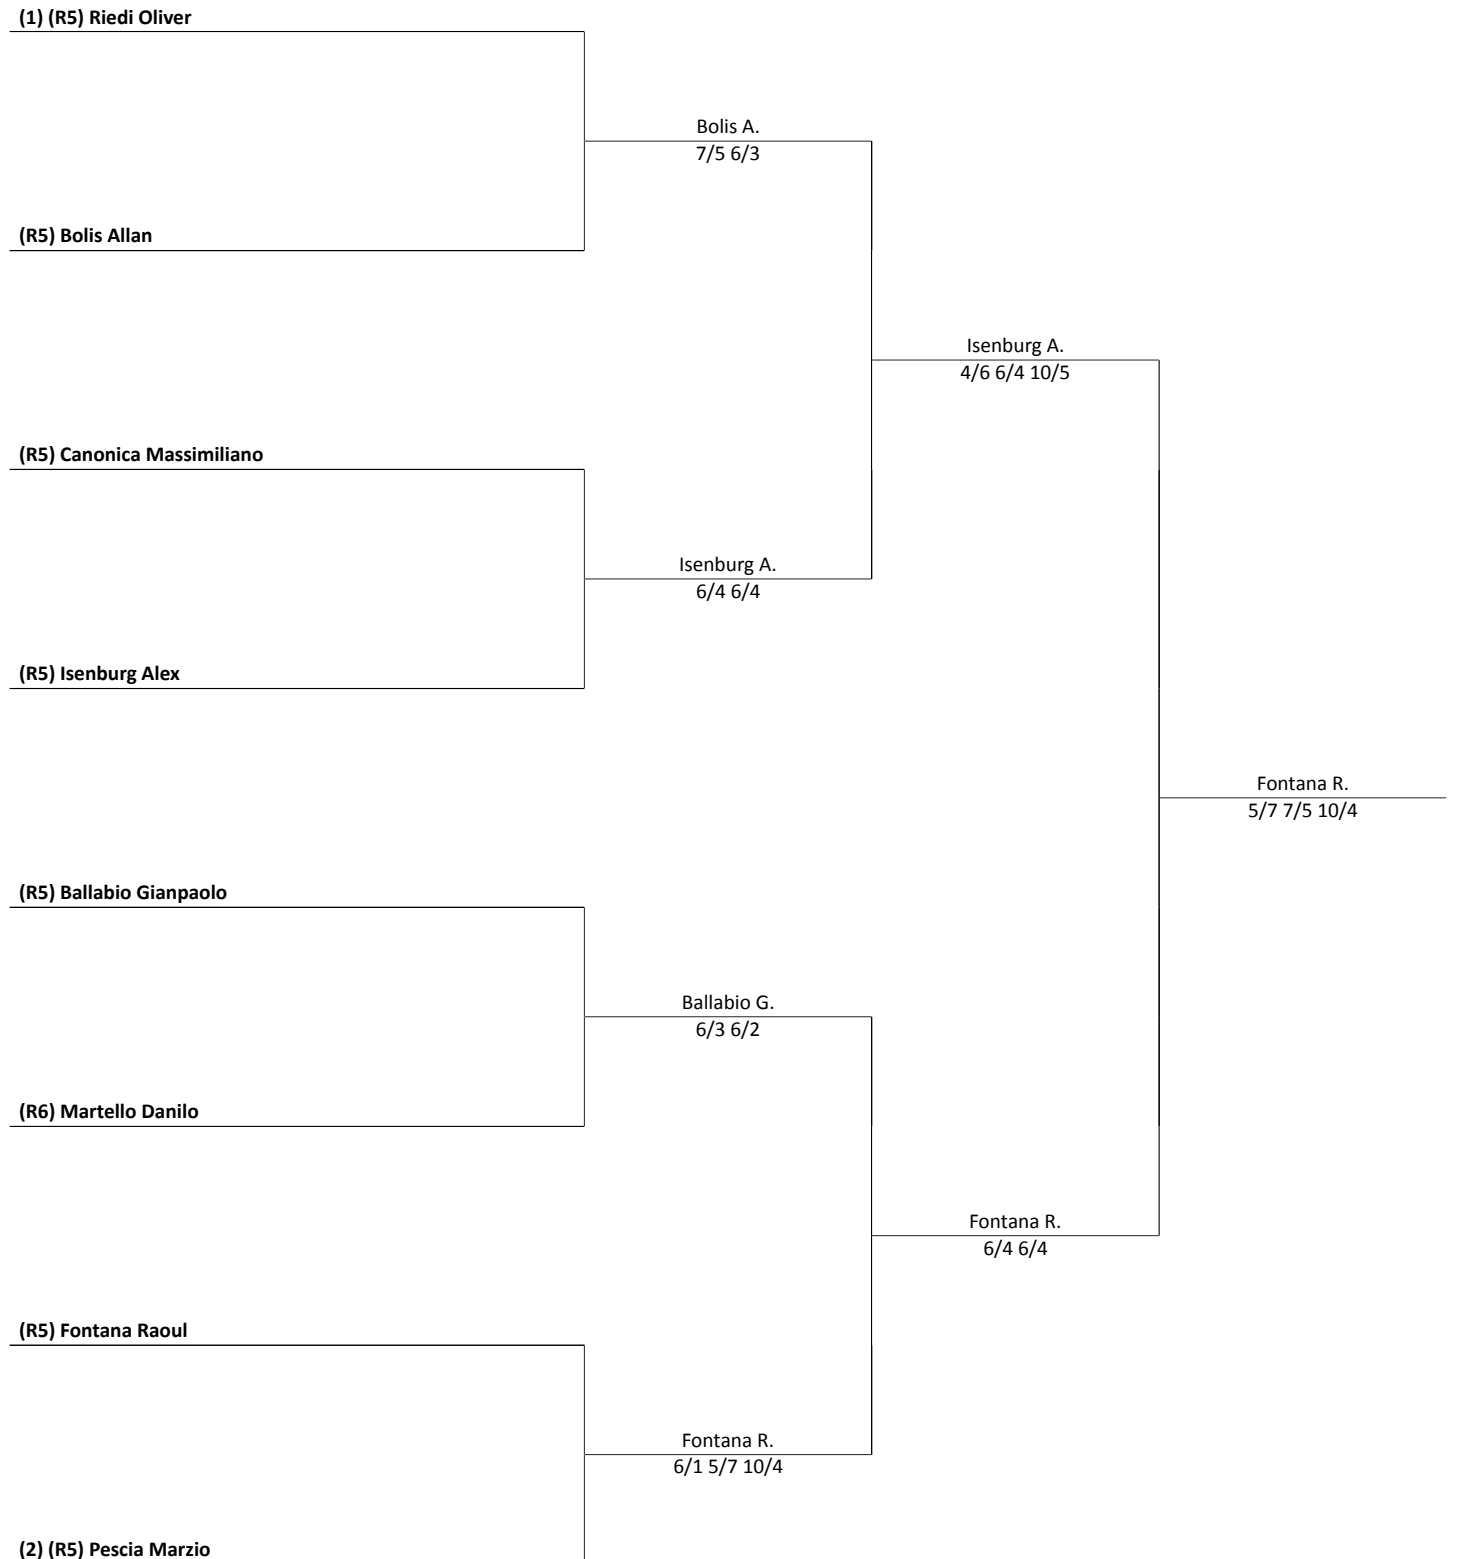 (1) (R5) Riedi Oliver
Bolis A.
7/5 6/3
(R5) Bolis Allan
Isenburg A.
4/6 6/4 10/5
(R5) Canonica Massimiliano
Isenburg A.
6/4 6/4
(R5) Isenburg Alex
Fontana R.
5/7 7/5 10/4
(R5) Ballabio Gianpaolo
Ballabio G.
6/3 6/2
(R6) Martello Danilo
Fontana R.
6/4 6/4
(R5) Fontana Raoul
Fontana R.
6/1 5/7 10/4
(2) (R5) Pescia Marzio